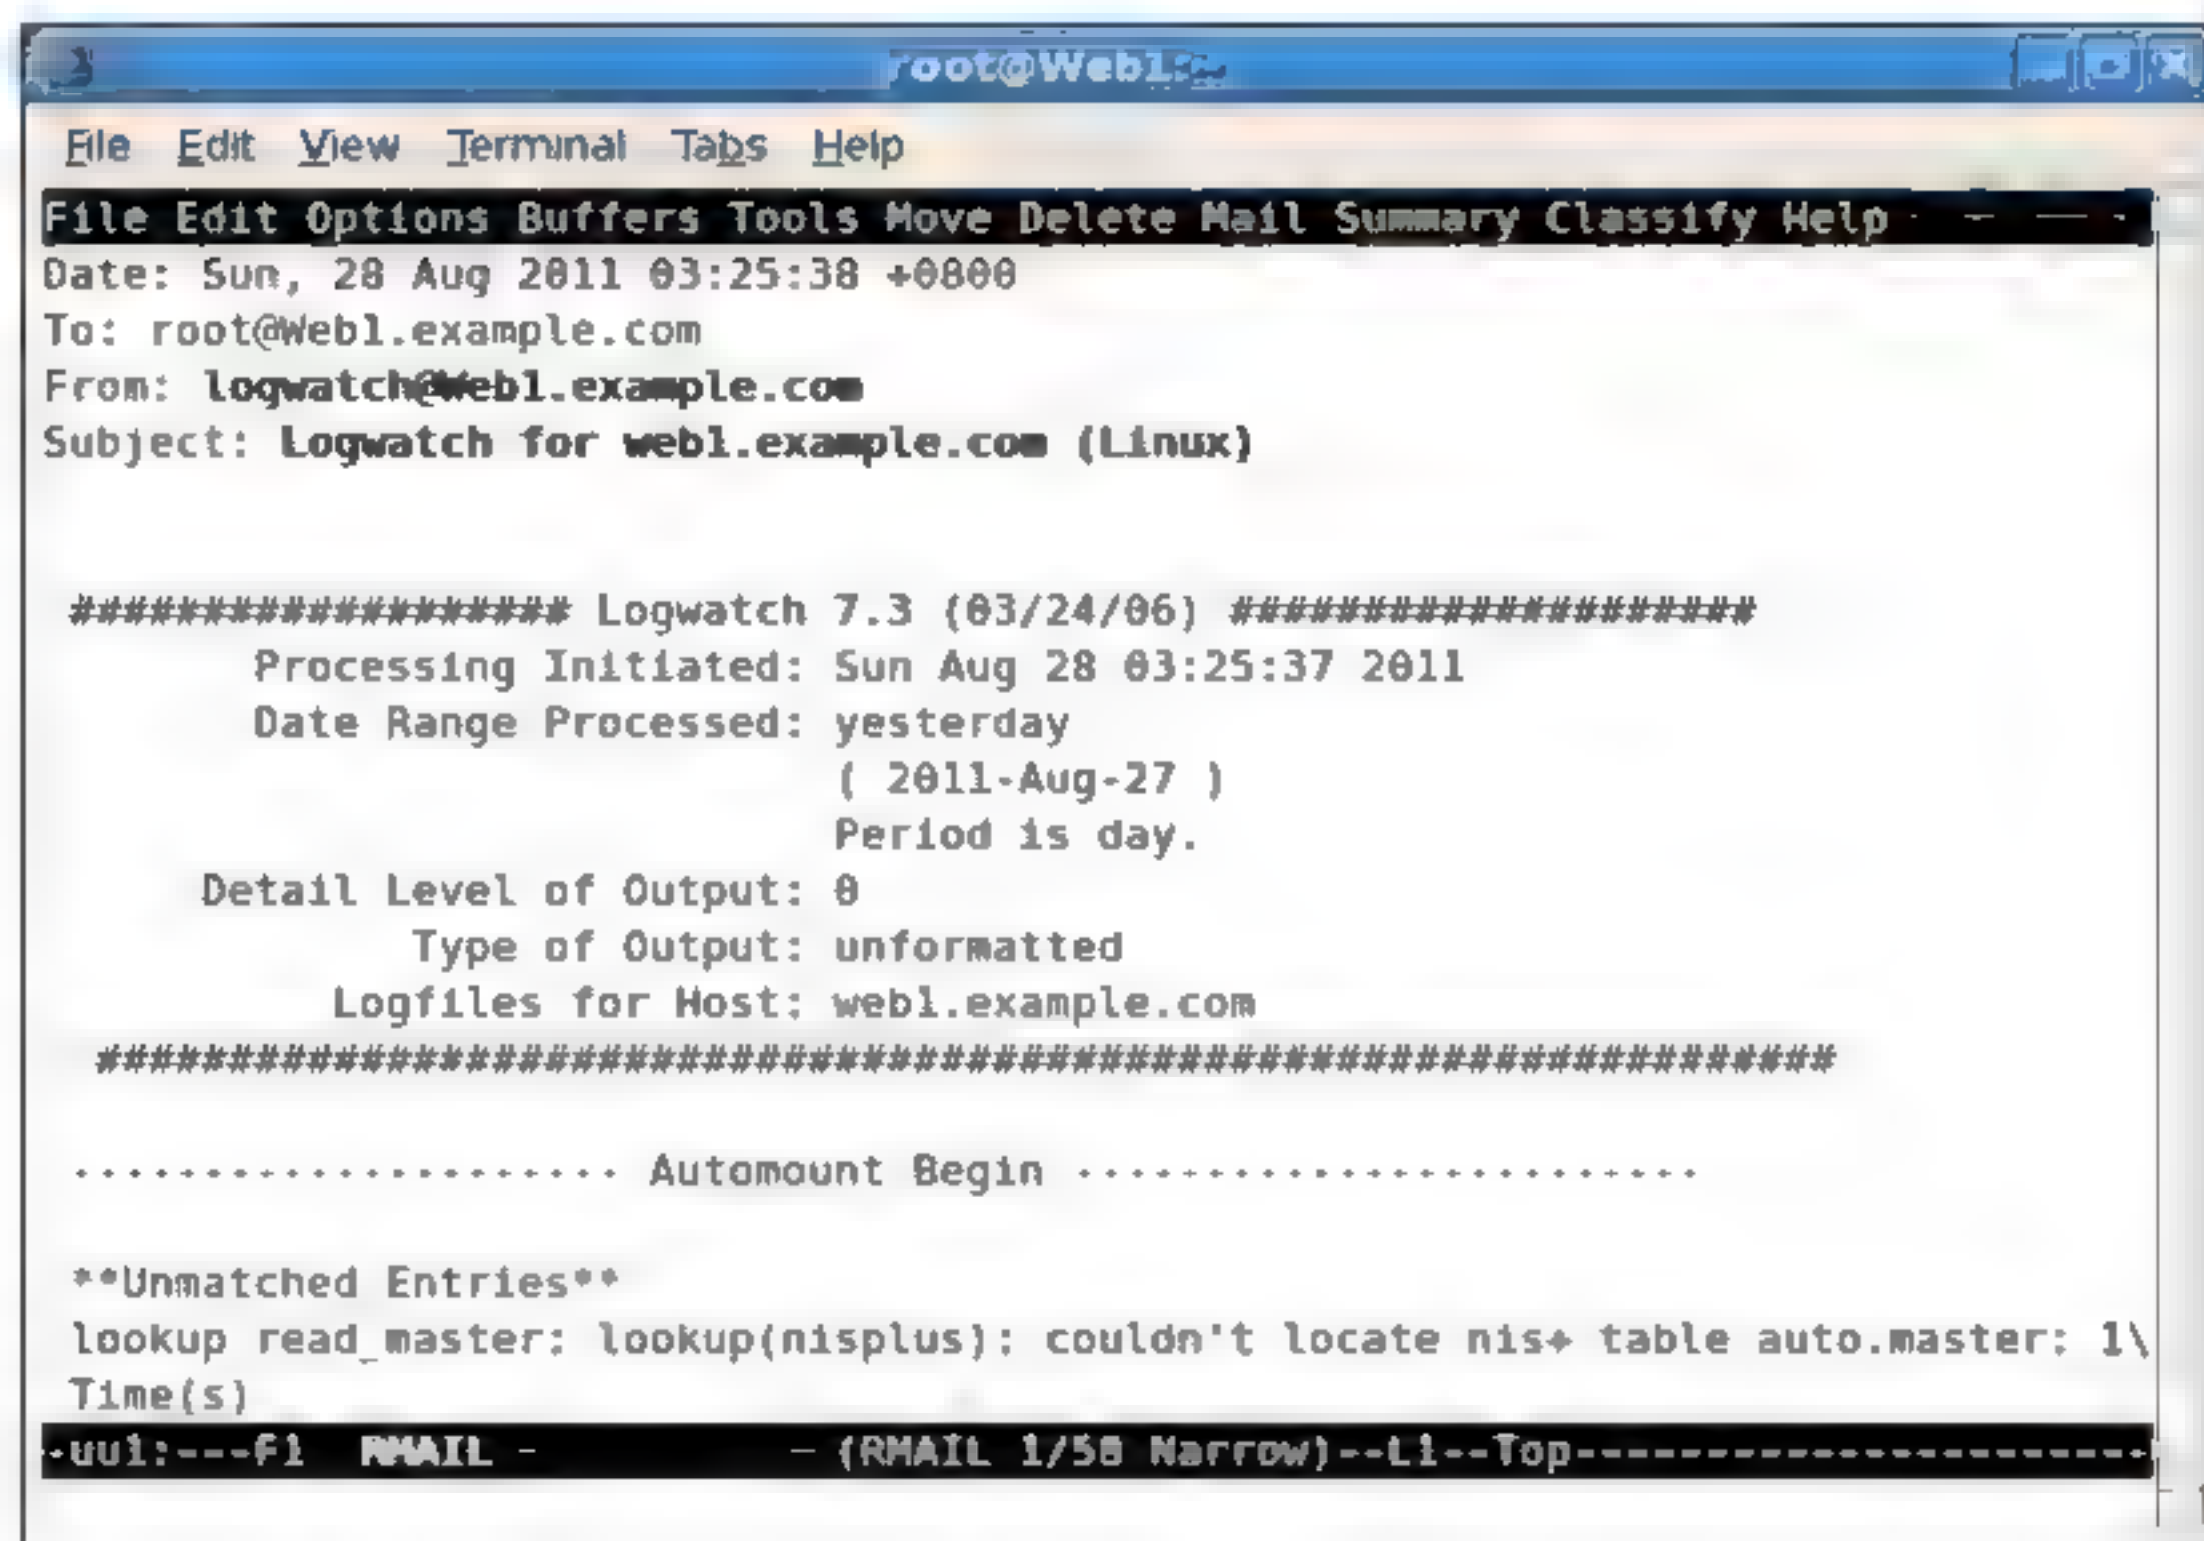 root@Web1:~
File Edit View Terminal Tabs Help
File Edit Options Buffers Tools Move Delete Mail Summary Classify Help
Date: Sun, 28 Aug 2011 03:25:38 +0800
To: root@Web1.example.com
From: logwatch@Web1.example.com
Subject: Logwatch for web1.example.com (Linux)
################### Logwatch 7.3 (03/24/06) ####################
Processing Initiated: Sun Aug 28 03:25:37 2011
Date Range Processed: yesterday
( 2011-Aug-27 )
Period is day.
Detail Level of Output: 0
Type of Output: unformatted
Logfiles for Host: web1.example.com
##################################################################
--------------------- Automount Begin ------------------------
**Unmatched Entries**
lookup_read_master: lookup(nisplus): couldn't locate nis+ table auto.master: 1\
Time(s)
-uu1:---F1  RMAIL          (RMAIL 1/58 Narrow)--L1--Top----------------------